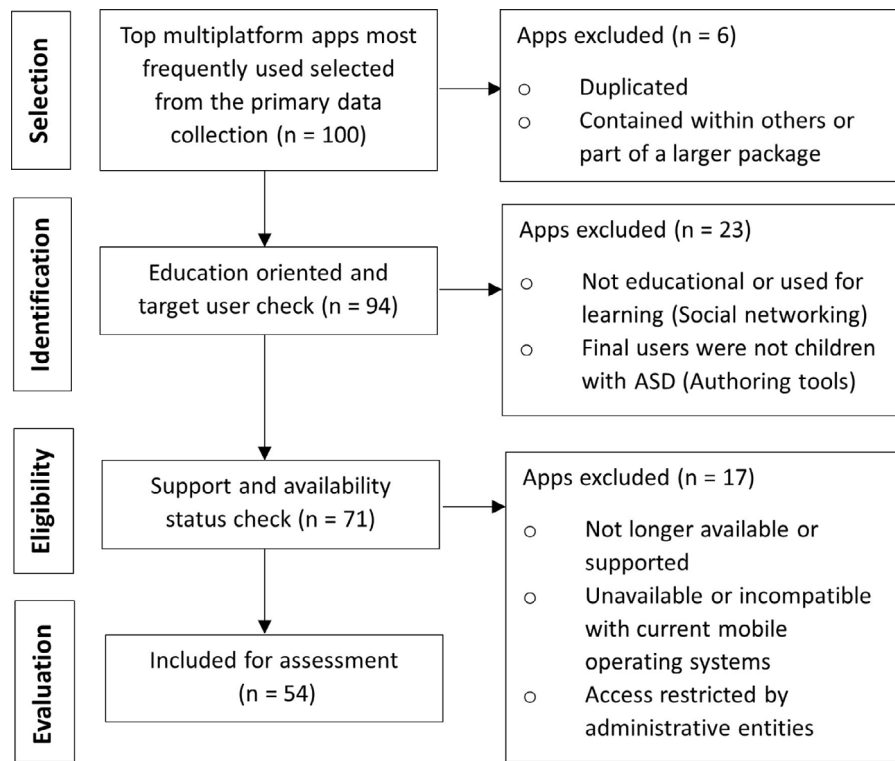 Selection
Top multiplatform apps most
frequently used selected
from the primary data
collection (n = 100)
Apps excluded (n = 6)
o Duplicated
o Contained within others or
part of a larger package
Identification
Education oriented and
target user check (n = 94)
Apps excluded (n = 23)
o Not educational or used for
learning (Social networking)
o Final users were not children
with ASD (Authoring tools)
Eligibility
Support and availability
status check (n = 71)
Apps excluded (n = 17)
o Not longer available or
supported
o Unavailable or incompatible
with current mobile
operating systems
o Access restricted by
administrative entities
Evaluation
Included for assessment
(n = 54)